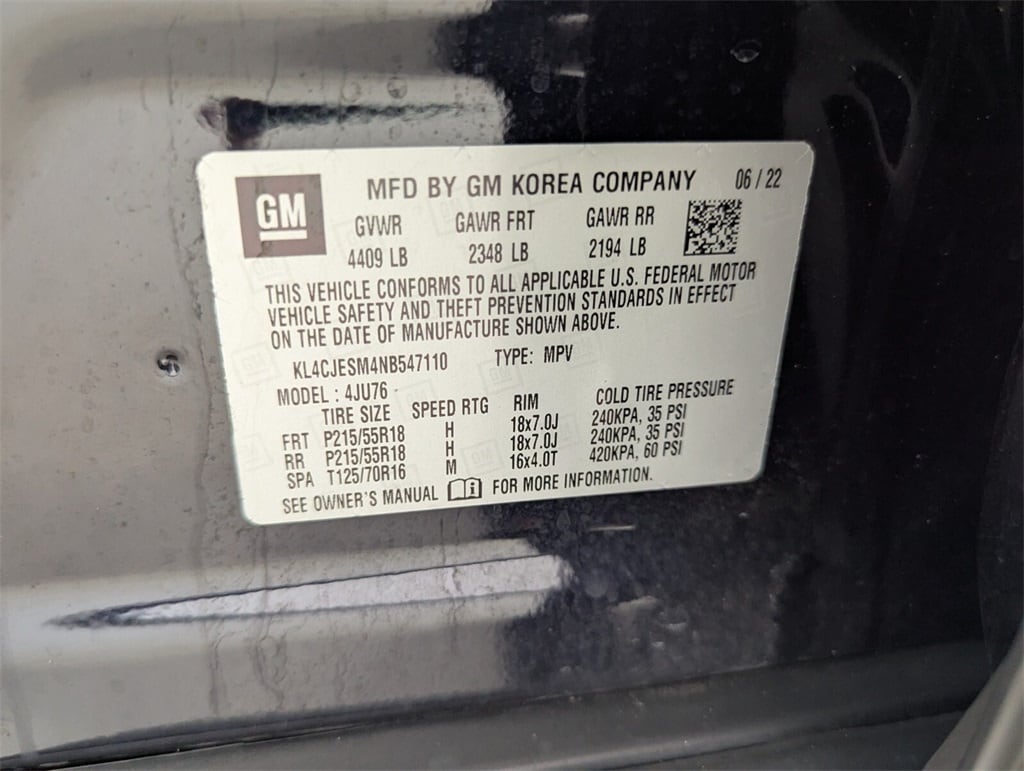 GM MFD BY GM KOREA COMPANY 06 / 22
GVWR GAWR FRT GAWR RR
4409 LB 2348 LB 2194 LB
THIS VEHICLE CONFORMS TO ALL APPLICABLE U.S. FEDERAL MOTOR
VEHICLE SAFETY AND THEFT PREVENTION STANDARDS IN EFFECT
ON THE DATE OF MANUFACTURE SHOWN ABOVE.
KL4CJESM4NB547110 TYPE: MPV
MODEL : 4JU76
TIRE SIZE SPEED RTG RIM COLD TIRE PRESSURE
FRT P215/55R18 H 18x7.0J 240KPA, 35 PSI
RR P215/55R18 H 18x7.0J 240KPA, 35 PSI
SPA T125/70R16 M 16x4.0T 420KPA, 60 PSI
SEE OWNER'S MANUAL FOR MORE INFORMATION.